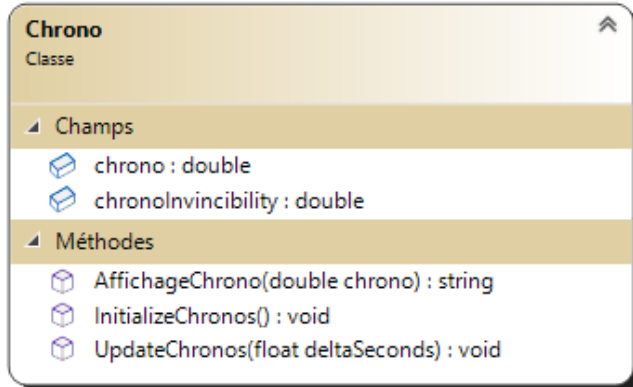 Chrono
Classe
Champs
chrono : double
chronoInvincibility : double
Méthodes
AffichageChrono(double chrono) : string
InitializeChronos() : void
UpdateChronos(float deltaSeconds) : void